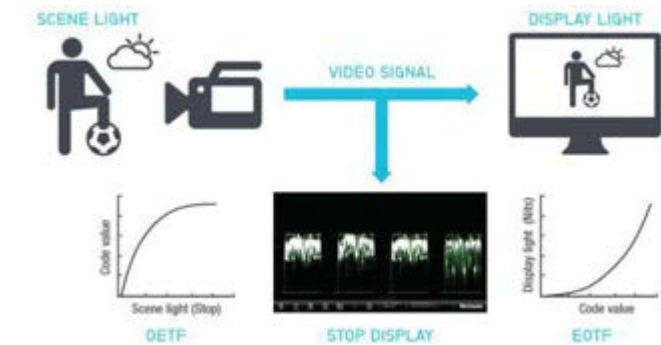 SCENE LIGHT
DISPLAY LIGHT
VIDEO SIGNAL
Code value
Scene light (Stop)
OETF
STOP DISPLAY
Display light (Nits)
Code value
EOTF